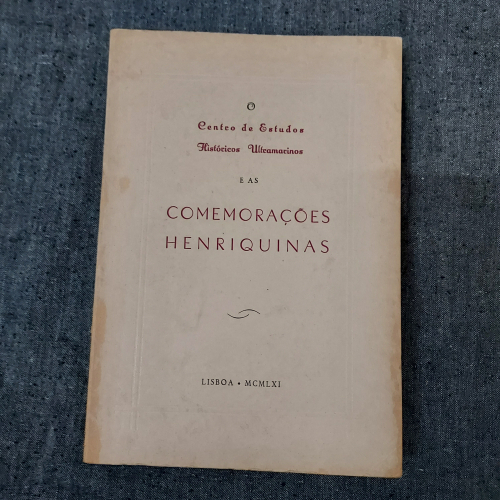 O
Centro de Estudos
Históricos Ultramarinos
E AS
COMEMORAÇÕES
HENRIQUINAS
LISBOA • MCMLXI